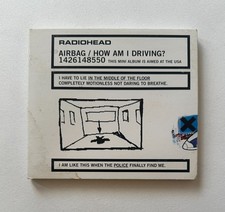 RADIOHEAD
AIRBAG / HOW AM I DRIVING?
1426148550 THIS MINI ALBUM IS AIMED AT THE USA
I HAVE TO LIE IN THE MIDDLE OF THE FLOOR
COMPLETELY MOTIONLESS NOT DARING TO BREATHE.
I AM LIKE THIS WHEN THE POLICE FINALLY FIND ME.